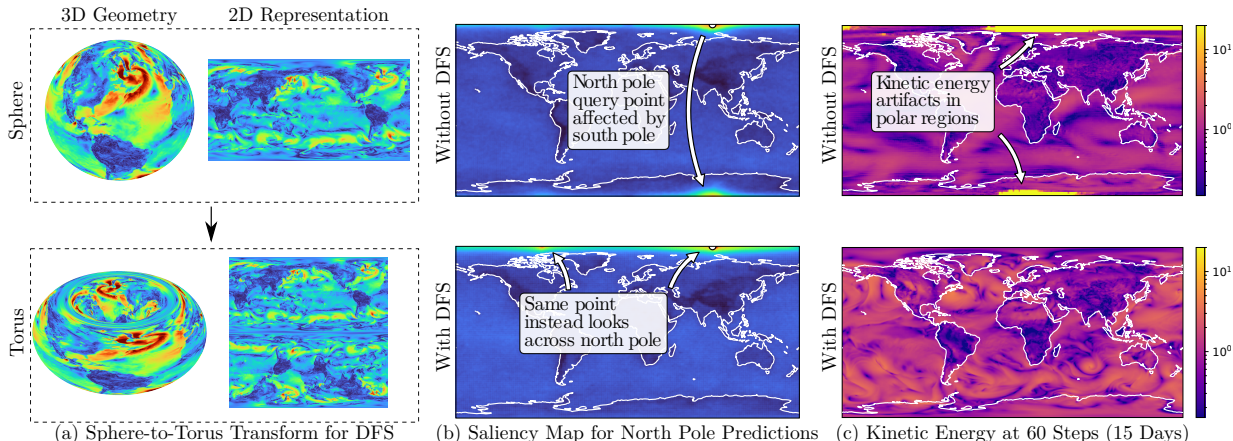 3D Geometry
2D Representation
Sphere
Torus
(a) Sphere-to-Torus Transform for DFS
Without DFS
North pole
query point
affected by
south pole
With DFS
Same point
instead looks
across north pole
(b) Saliency Map for North Pole Predictions
Without DFS
Kinetic energy
artifacts in
polar regions
10¹
10⁰
With DFS
10¹
10⁰
(c) Kinetic Energy at 60 Steps (15 Days)